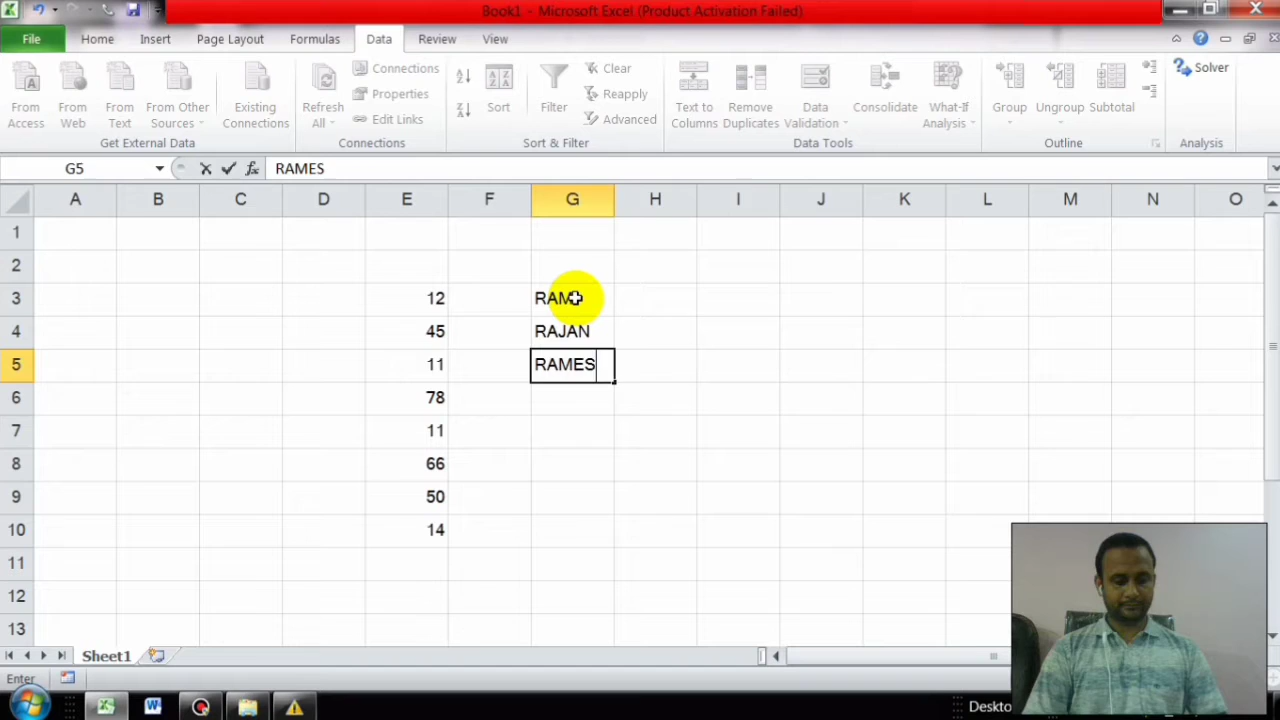 Book1 - Microsoft Excel (Product Activation Failed)
File Home Insert Page Layout Formulas Data Review View
From Access
From Web
From Text
From Other Sources
Existing Connections
Get External Data
Refresh All
Connections
Properties
Edit Links
Connections
Sort
Filter
Clear
Reapply
Advanced
Sort & Filter
Text to Columns
Remove Duplicates
Data Validation
Consolidate
What-If Analysis
Data Tools
Group
Ungroup
Subtotal
Outline
Solver
Analysis
G5 fx RAMES
A B C D E F G H I J K L M N O
1
2
3 12 RAM
4 45 RAJAN
5 11 RAMES
6 78
7 11
8 66
9 50
10 14
11
12
13
Sheet1
Enter